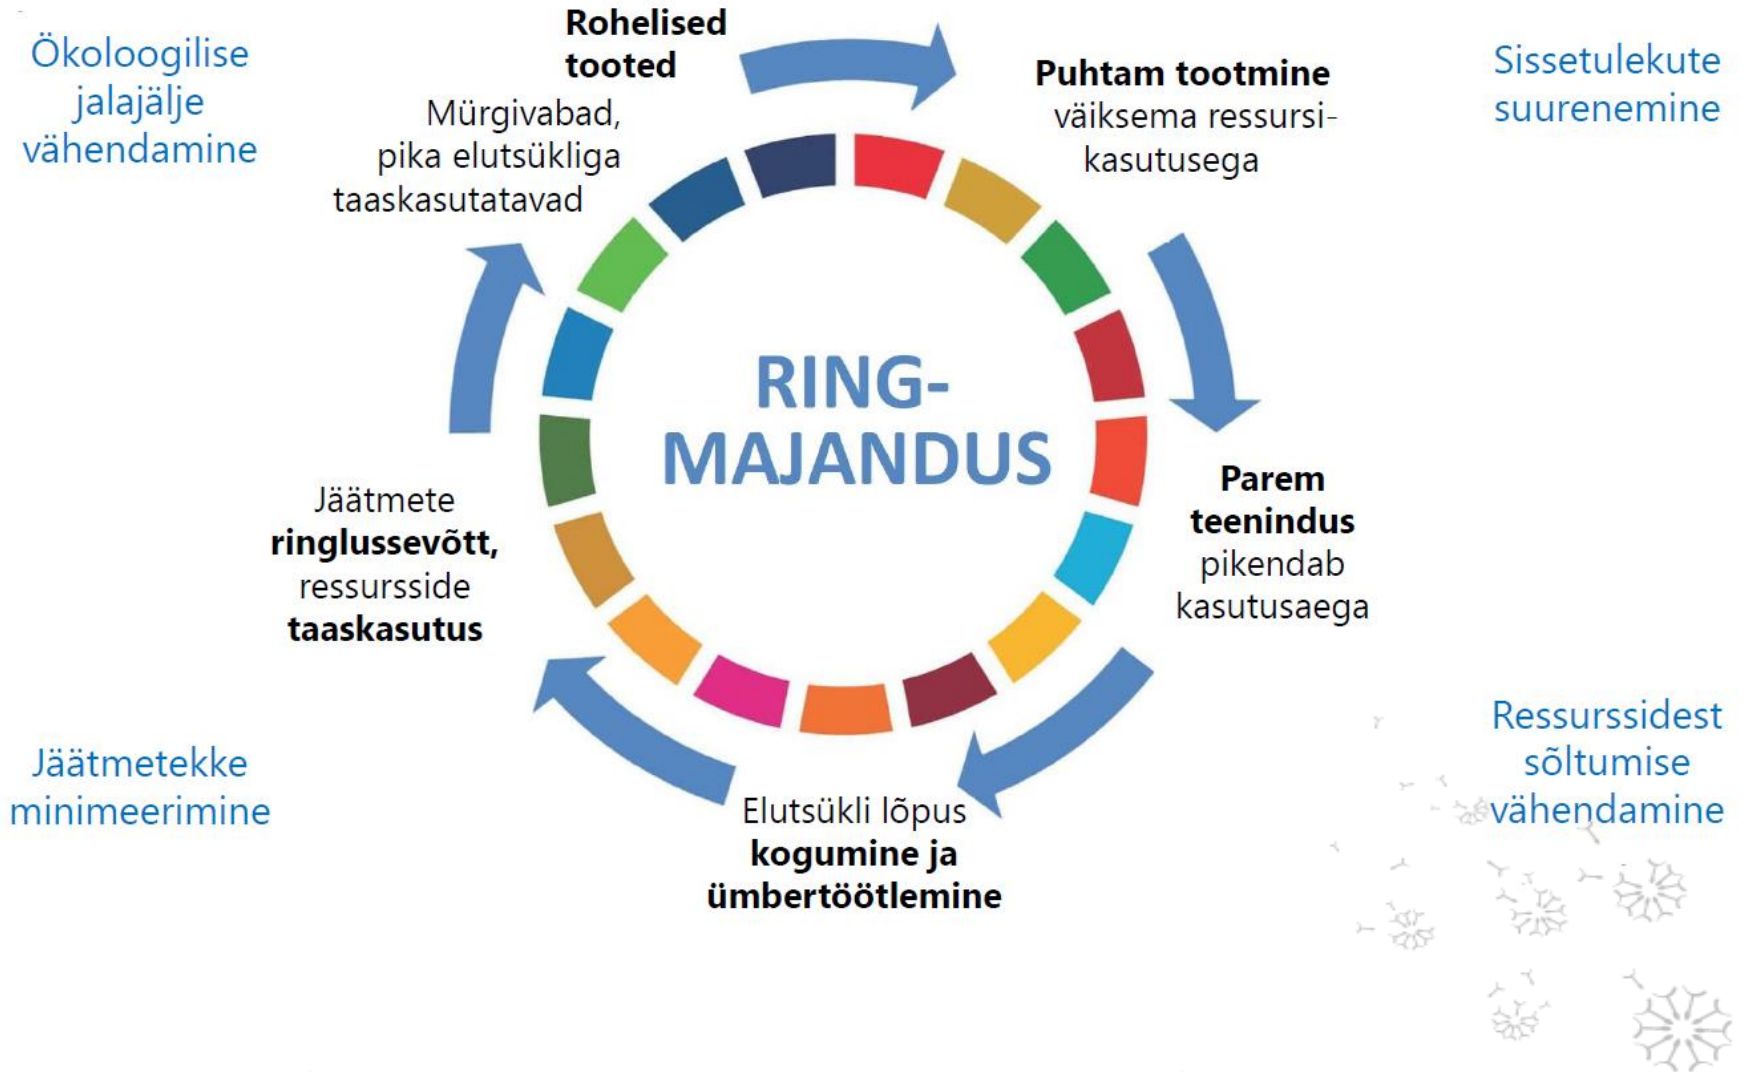 Ökoloogilise
jalajälje
vähendamine
Rohelised
tooted
Mürgivabad,
pika elutsükliga
taaskasutatavad
Puhtam tootmine
väiksema ressursi-
kasutusega
Sissetulekute
suurenemine
RING-
MAJANDUS
Parem
teenindus
pikendab
kasutusaega
Jäätmete
ringlussevõtt,
ressursside
taaskasutus
Elutsükli lõpus
kogumine ja
ümbertöötlemine
Jäätmetekke
minimeerimine
Ressurssidest
sõltumise
vähendamine